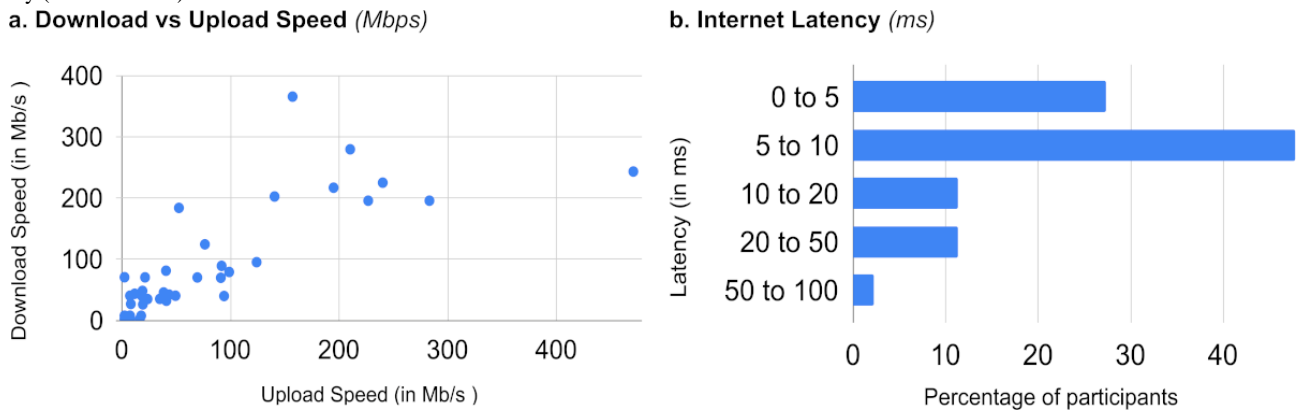 a. Download vs Upload Speed (Mbps)
Download Speed (in Mb/s )
400
300
200
100
0
0 100 200 300 400
Upload Speed (in Mb/s )
b. Internet Latency (ms)
Latency (in ms)
0 to 5
5 to 10
10 to 20
20 to 50
50 to 100
0 10 20 30 40
Percentage of participants